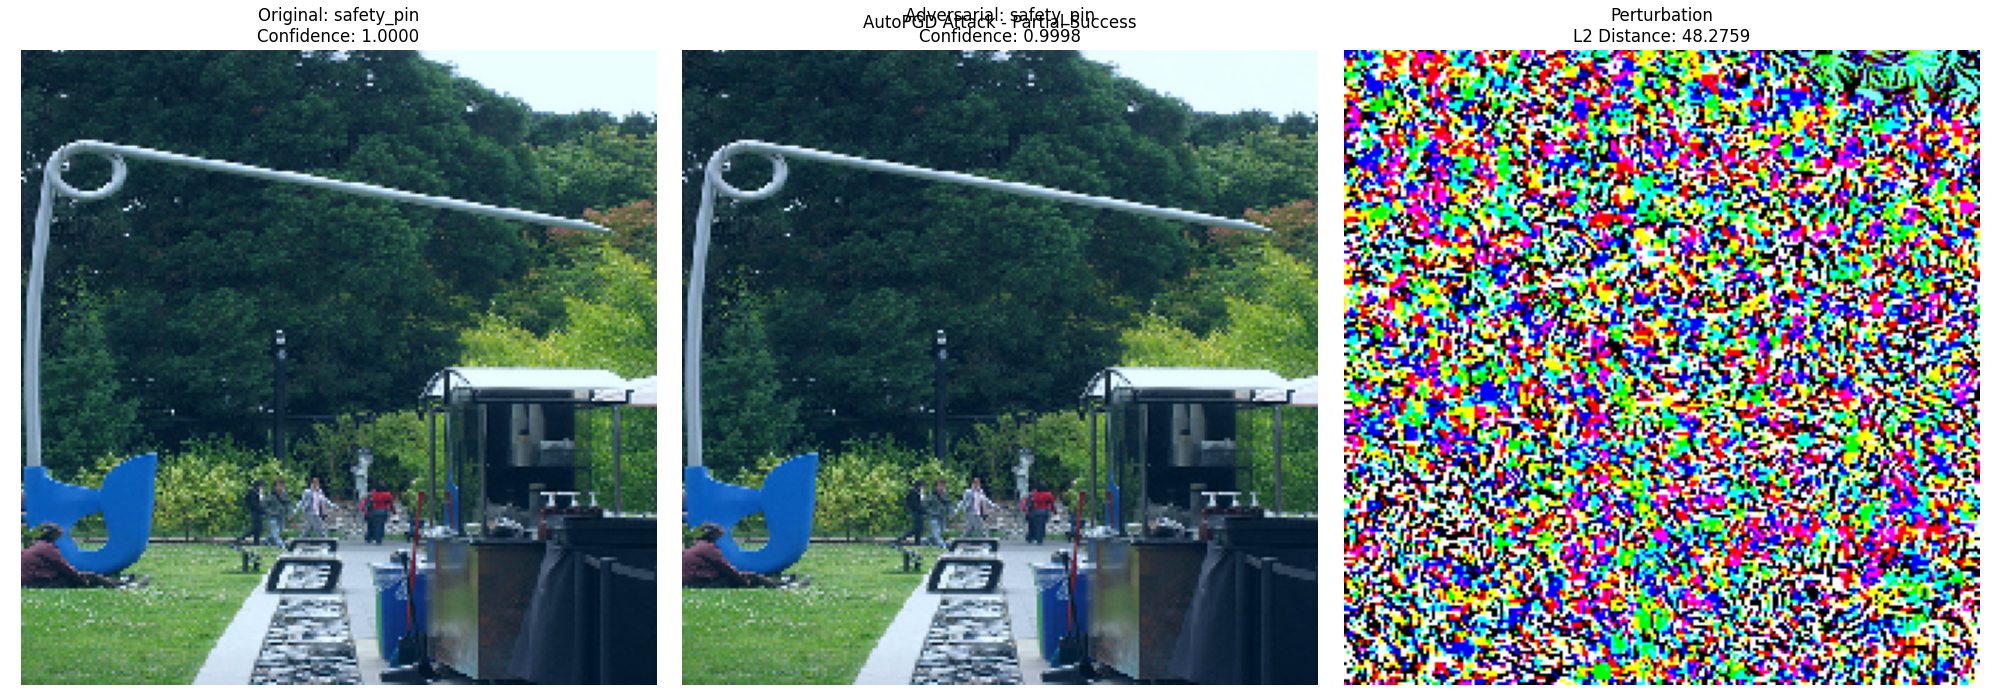 Original: safety_pin
Confidence: 1.0000
AutoPGD Attack - Partial Success
Adversarial: safety_pin
Confidence: 0.9998
Perturbation
L2 Distance: 48.2759